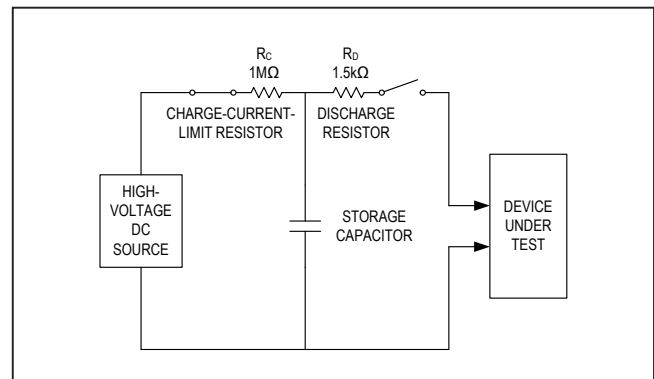 RC
1MΩ
RD
1.5kΩ
CHARGE-CURRENT-
LIMIT RESISTOR
DISCHARGE
RESISTOR
HIGH-
VOLTAGE
DC
SOURCE
STORAGE
CAPACITOR
DEVICE
UNDER
TEST